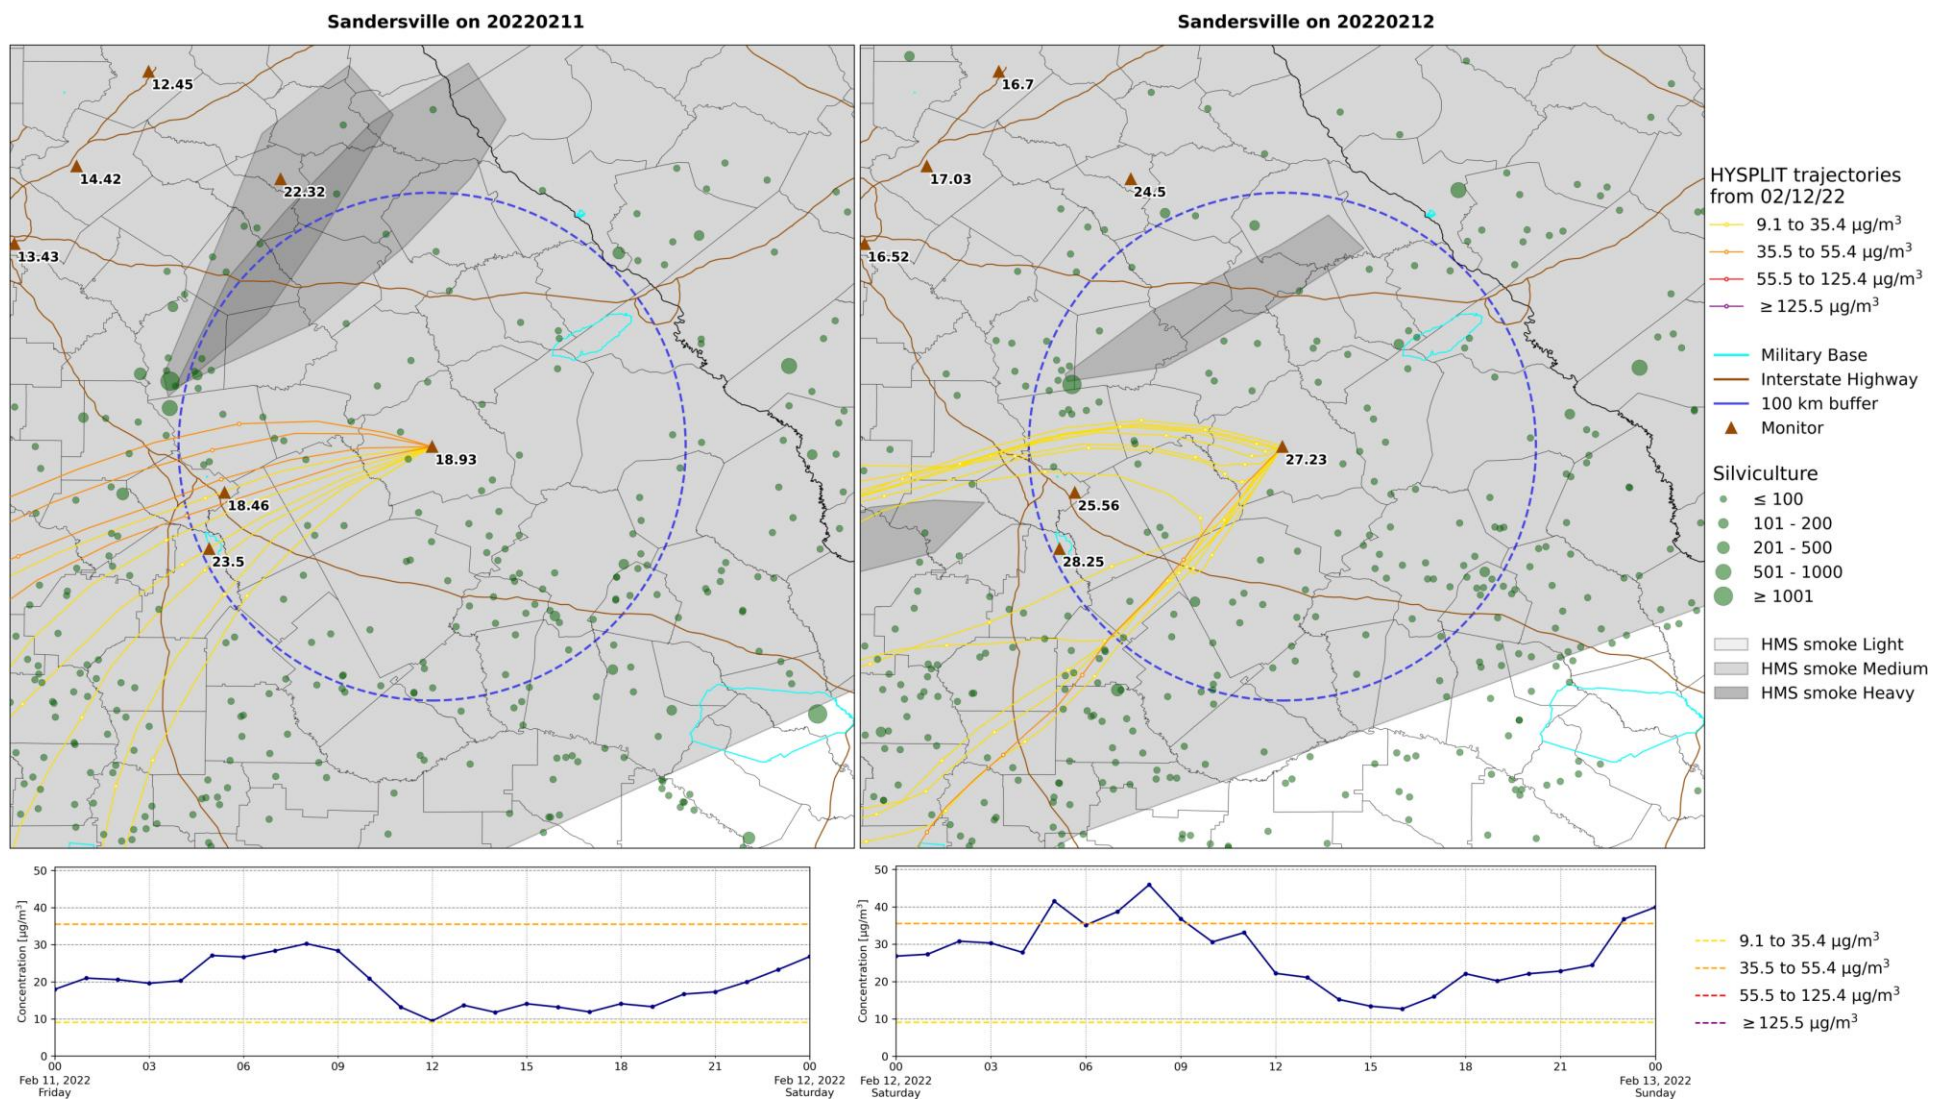 Sandersville on 20220211
12.45
14.42
22.32
13.43
18.93
18.46
23.5
Sandersville on 20220212
16.7
17.03
24.5
16.52
27.23
25.56
28.25
HYSPLIT trajectories
from 02/12/22
9.1 to 35.4 µg/m³
35.5 to 55.4 µg/m³
55.5 to 125.4 µg/m³
≥ 125.5 µg/m³
Military Base
Interstate Highway
100 km buffer
Monitor
Silviculture
≤ 100
101 - 200
201 - 500
501 - 1000
≥ 1001
HMS smoke Light
HMS smoke Medium
HMS smoke Heavy
Concentration [µg/m³]
50
40
30
20
10
0
00 03 06 09 12 15 18 21 00
Feb 11, 2022 Feb 12, 2022
Friday Saturday
Concentration [µg/m³]
50
40
30
20
10
0
00 03 06 09 12 15 18 21 00
Feb 12, 2022 Feb 13, 2022
Saturday Sunday
9.1 to 35.4 µg/m³
35.5 to 55.4 µg/m³
55.5 to 125.4 µg/m³
≥ 125.5 µg/m³